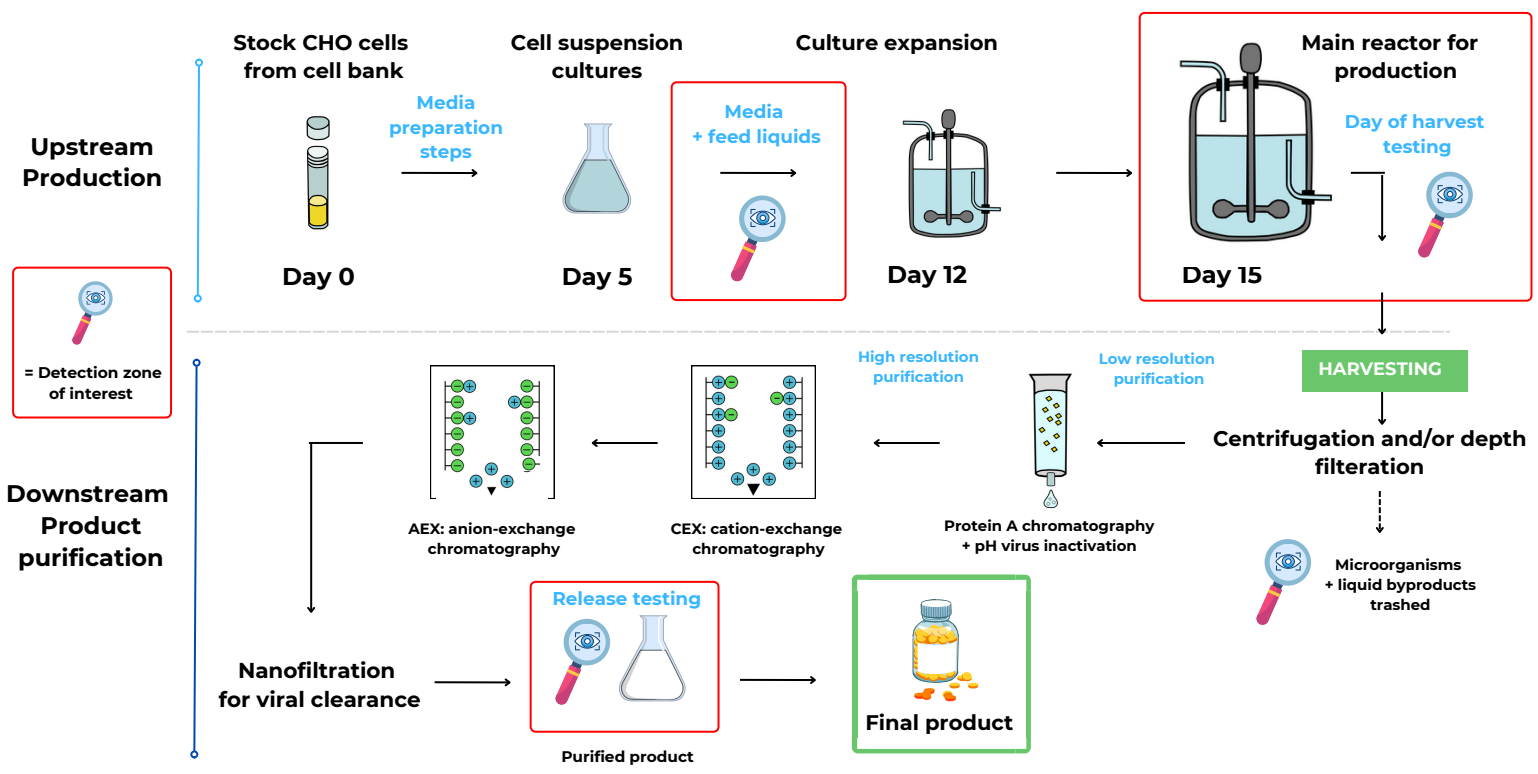 Stock CHO cells
from cell bank
Cell suspension
cultures
Culture expansion
Main reactor for
production
Media
preparation
steps
Media
+ feed liquids
Day of harvest
testing
Upstream
Production
Day 0
Day 5
Day 12
Day 15
= Detection zone
of interest
HARVESTING
High resolution
purification
Low resolution
purification
Centrifugation and/or depth
filteration
Downstream
Product
purification
AEX: anion-exchange
chromatography
CEX: cation-exchange
chromatography
Protein A chromatography
+ pH virus inactivation
Microorganisms
+ liquid byproducts
trashed
Release testing
Nanofiltration
for viral clearance
Final product
Purified product